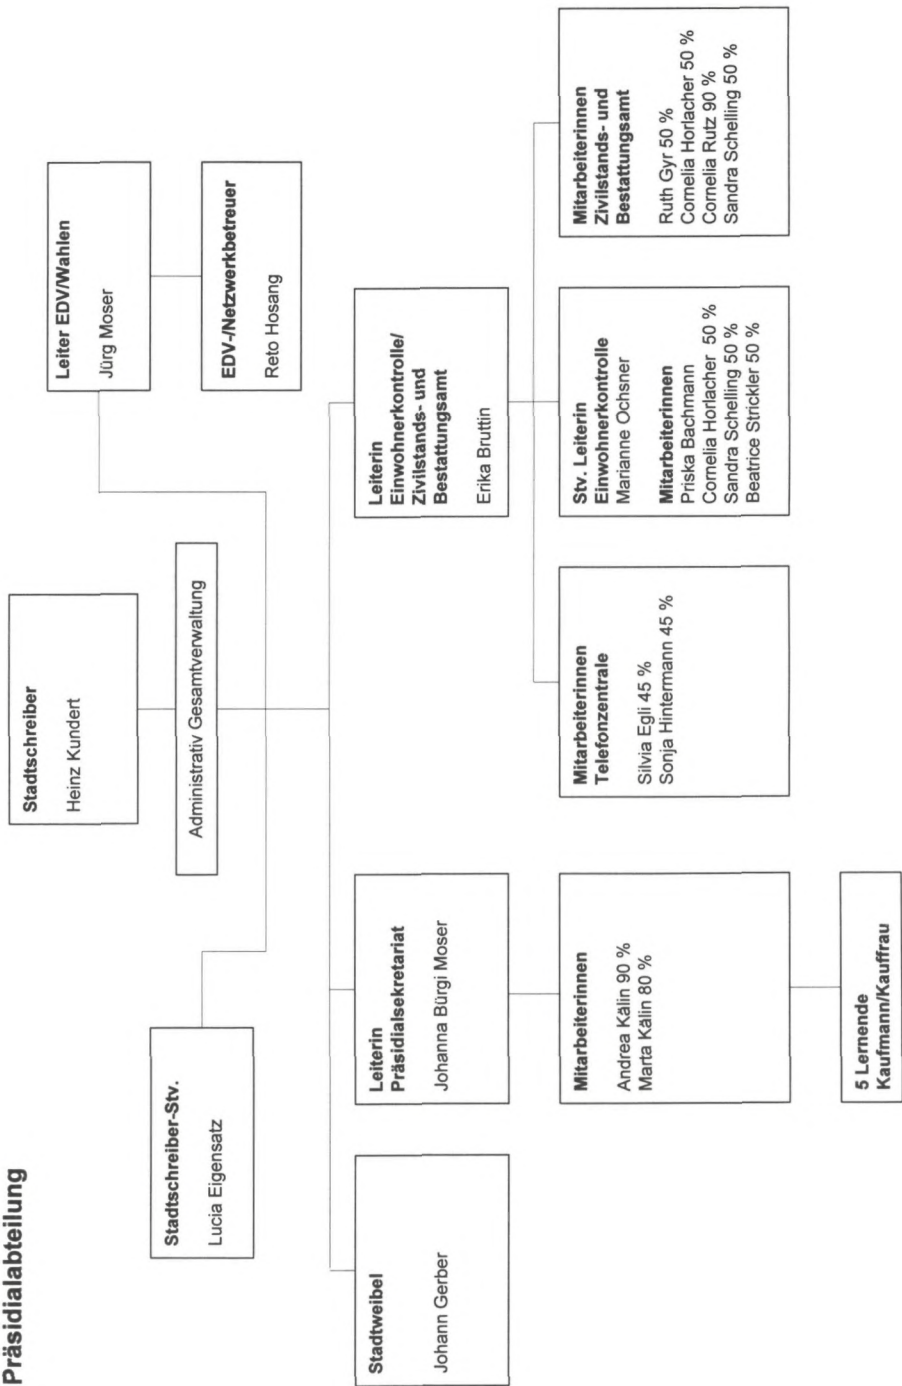 Präsidialabteilung
Stadtschreiber
Heinz Kundert
Administrativ Gesamtverwaltung
Stadtschreiber-Stv.
Lucia Eigensatz
Leiter EDV/Wahlen
Jürg Moser
EDV-/Netzwerkbetreuer
Reto Hosang
Stadtweibel
Johann Gerber
Leiterin
Präsidialsekretariat
Johanna Bürgi Moser
Leiterin
Einwohnerkontrolle/
Zivilstands- und
Bestattungsamt
Erika Bruttin
Mitarbeiterinnen
Andrea Kälin 90 %
Marta Kälin 80 %
Mitarbeiterinnen
Telefonzentrale
Silvia Egli 45 %
Sonja Hintermann 45 %
Stv. Leiterin
Einwohnerkontrolle
Marianne Ochsner
Mitarbeiterinnen
Priska Bachmann
Cornelia Horlacher 50 %
Sandra Schelling 50 %
Beatrice Strickler 50 %
Mitarbeiterinnen
Zivilstands- und
Bestattungsamt
Ruth Gyr 50 %
Cornelia Horlacher 50 %
Cornelia Rutz 90 %
Sandra Schelling 50 %
5 Lernende
Kaufmann/Kauffrau